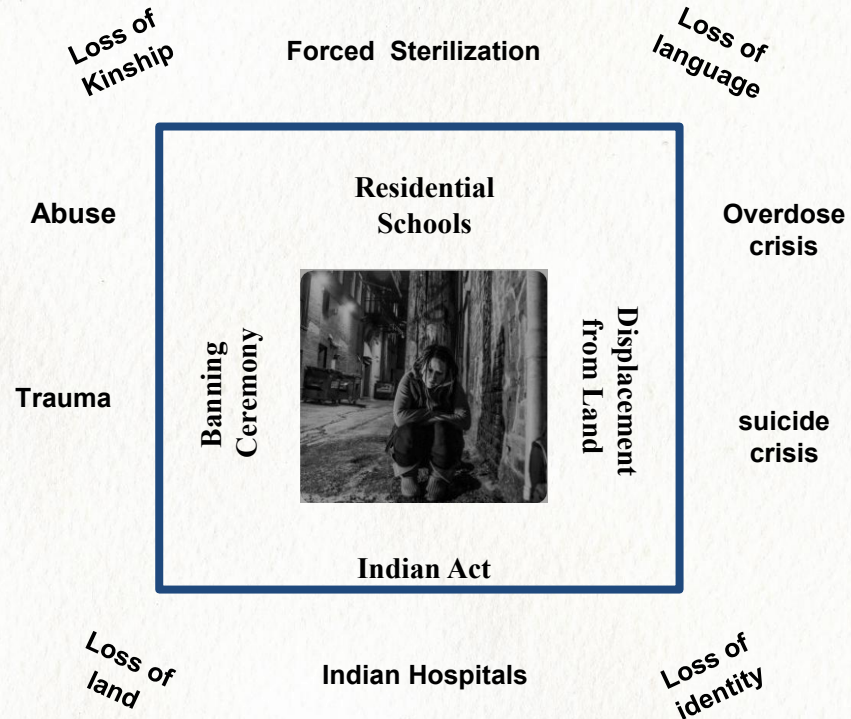 Loss of
Kinship
Forced Sterilization
Loss of
language
Abuse
Residential
Schools
Overdose
crisis
Banning
Ceremony
Displacement
from Land
Trauma
suicide
crisis
Indian Act
Loss of
land
Indian Hospitals
Loss of
identity